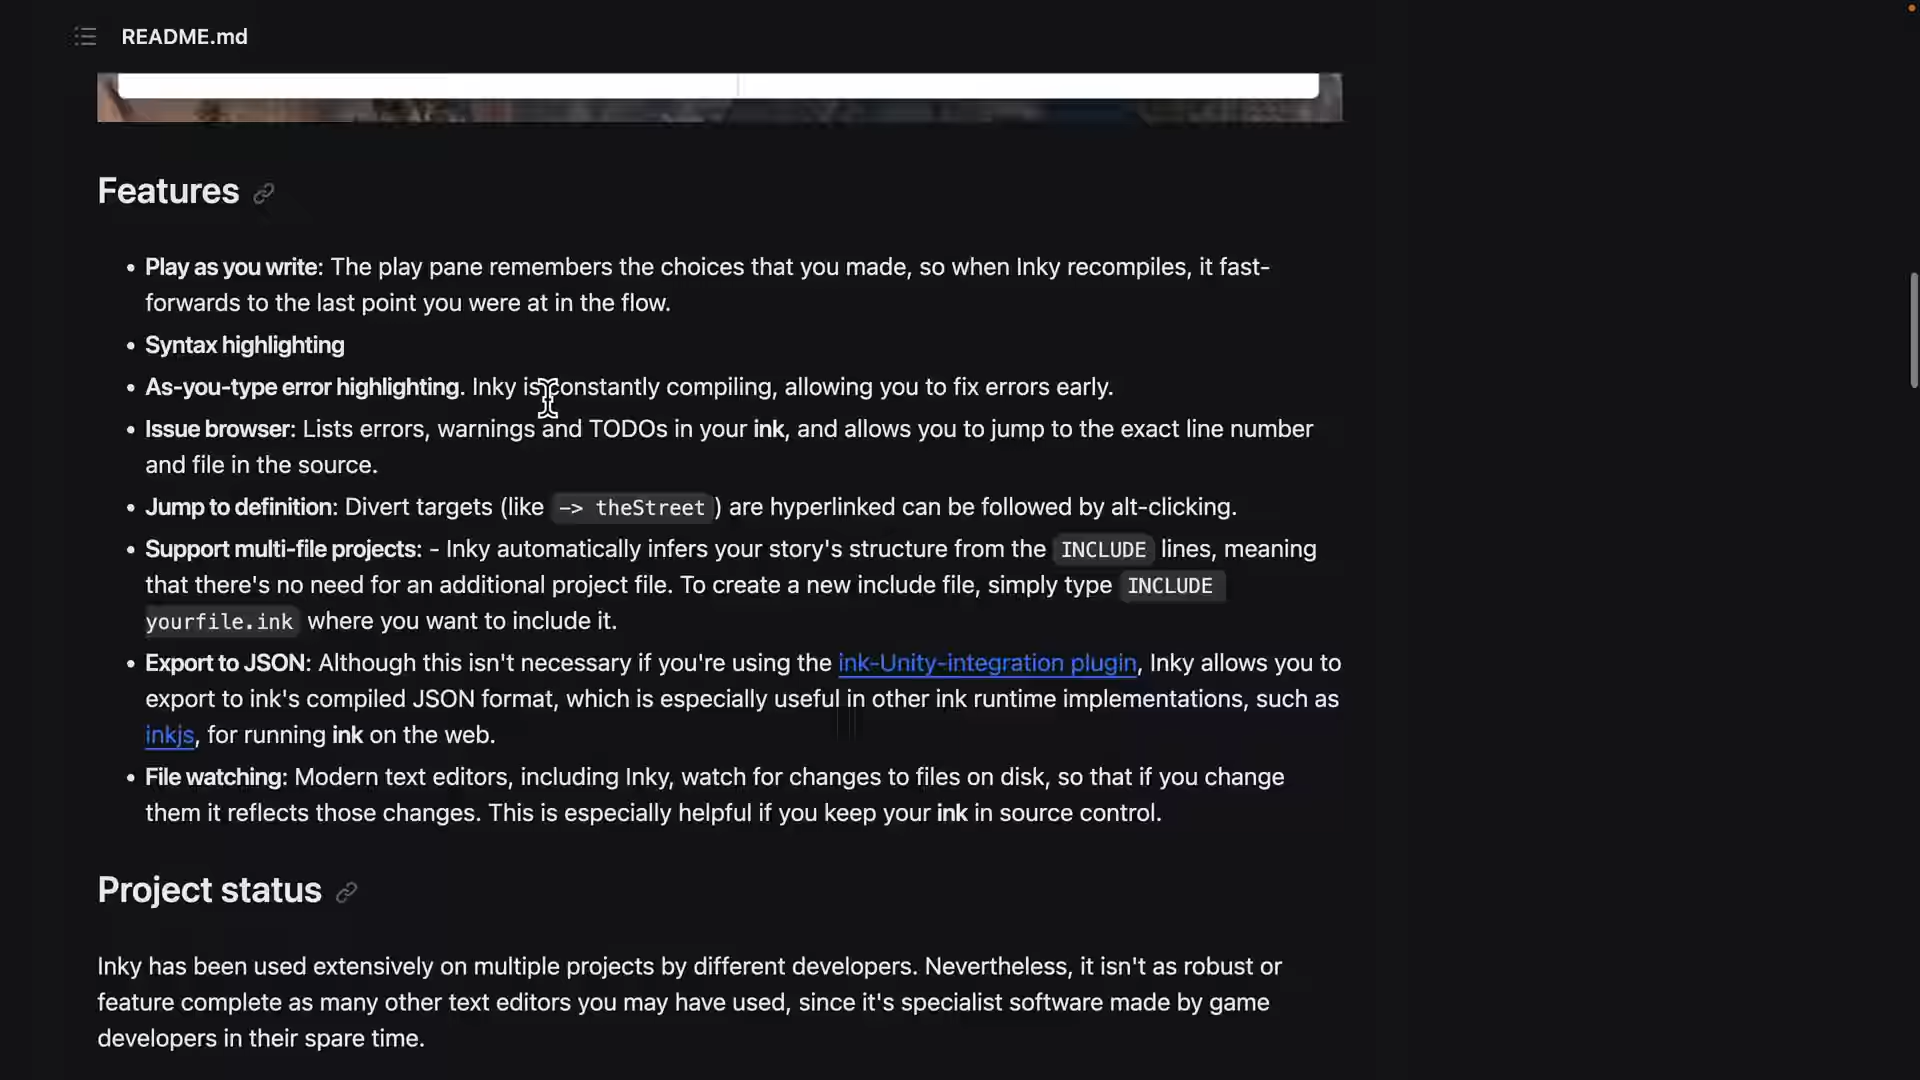 README.md
Features
• Play as you write: The play pane remembers the choices that you made, so when Inky recompiles, it fast-
forwards to the last point you were at in the flow.
• Syntax highlighting
• As-you-type error highlighting. Inky is constantly compiling, allowing you to fix errors early.
• Issue browser: Lists errors, warnings and TODOs in your ink, and allows you to jump to the exact line number
and file in the source.
• Jump to definition: Divert targets (like -> theStreet) are hyperlinked can be followed by alt-clicking.
• Support multi-file projects: - Inky automatically infers your story's structure from the INCLUDE lines, meaning
that there's no need for an additional project file. To create a new include file, simply type INCLUDE
yourfile.ink where you want to include it.
• Export to JSON: Although this isn't necessary if you're using the ink-Unity-integration plugin, Inky allows you to
export to ink's compiled JSON format, which is especially useful in other ink runtime implementations, such as
inkjs, for running ink on the web.
• File watching: Modern text editors, including Inky, watch for changes to files on disk, so that if you change
them it reflects those changes. This is especially helpful if you keep your ink in source control.
Project status
Inky has been used extensively on multiple projects by different developers. Nevertheless, it isn't as robust or
feature complete as many other text editors you may have used, since it's specialist software made by game
developers in their spare time.